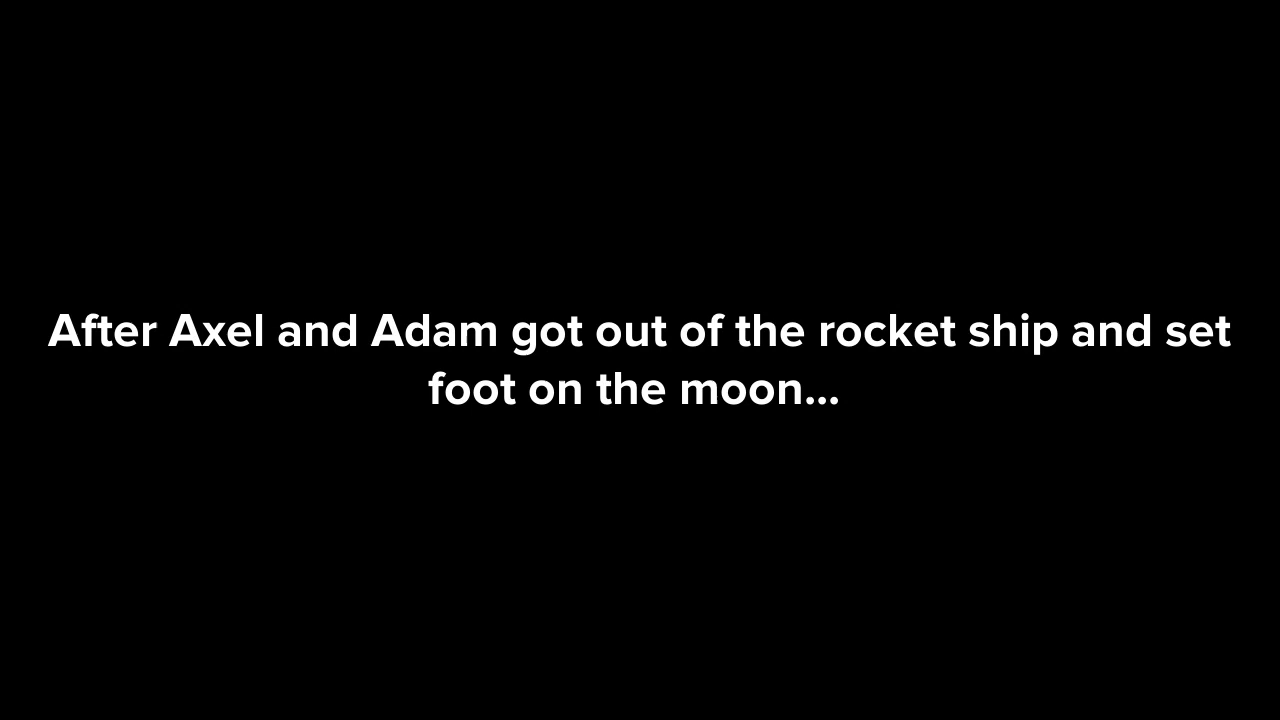 After Axel and Adam got out of the rocket ship and set
foot on the moon...